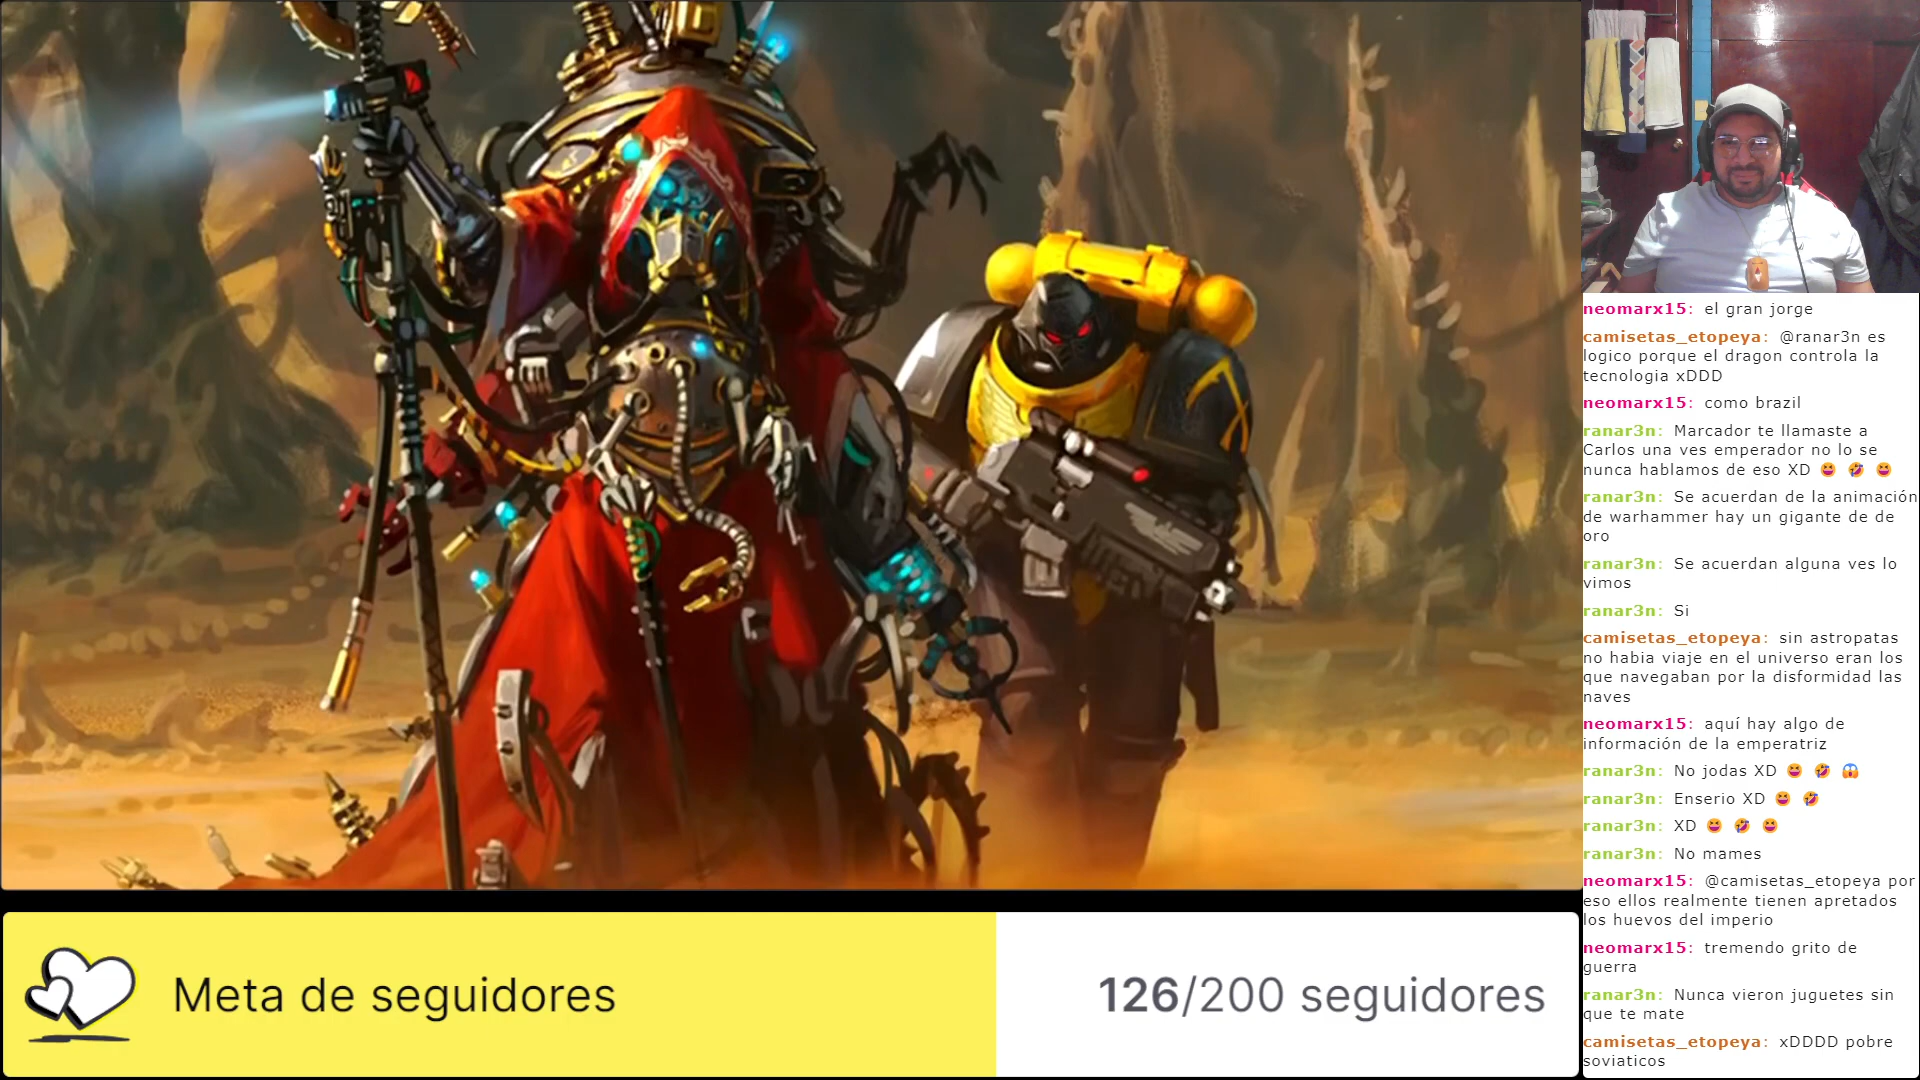 neomarx15: el gran jorge
camisetas_etopeya: @ranar3n es
logico porque el dragon controla la
tecnologia xDDD
neomarx15: como brazil
ranar3n: Marcador te llamaste a
Carlos una ves emperador no lo se
nunca hablamos de eso XD 😆 🤣 😆
ranar3n: Se acuerdan de la animación
de warhammer hay un gigante de de
oro
ranar3n: Se acuerdan alguna ves lo
vimos
ranar3n: Si
camisetas_etopeya: sin astropatas
no habia viaje en el universo eran los
que navegaban por la disformidad las
naves
neomarx15: aquí hay algo de
información de la emperatriz
ranar3n: No jodas XD 😆 🤣 😱
ranar3n: Enserio XD 😆 🤣
ranar3n: XD 😆 🤣 😆
ranar3n: No mames
neomarx15: @camisetas_etopeya por
eso ellos realmente tienen apretados
los huevos del imperio
neomarx15: tremendo grito de
guerra
ranar3n: Nunca vieron juguetes sin
que te mate
camisetas_etopeya: xDDDD pobre
soviaticos
Meta de seguidores
126/200 seguidores